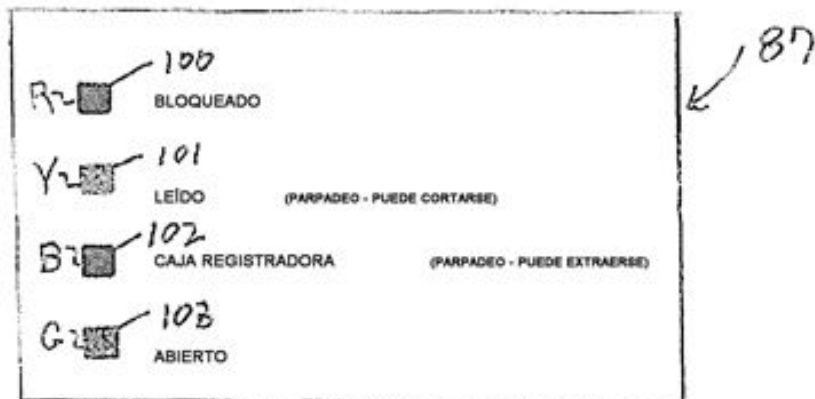 100
R BLOQUEADO
87
101
Y LEÍDO (PARPADEO - PUEDE CORTARSE)
102
B CAJA REGISTRADORA (PARPADEO - PUEDE EXTRAERSE)
103
G ABIERTO